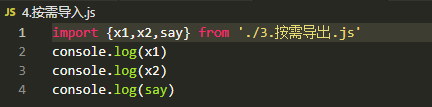 JS 4.按需导入.js
1 import {x1,x2,say} from './3.按需导出.js'
2 console.log(x1)
3 console.log(x2)
4 console.log(say)